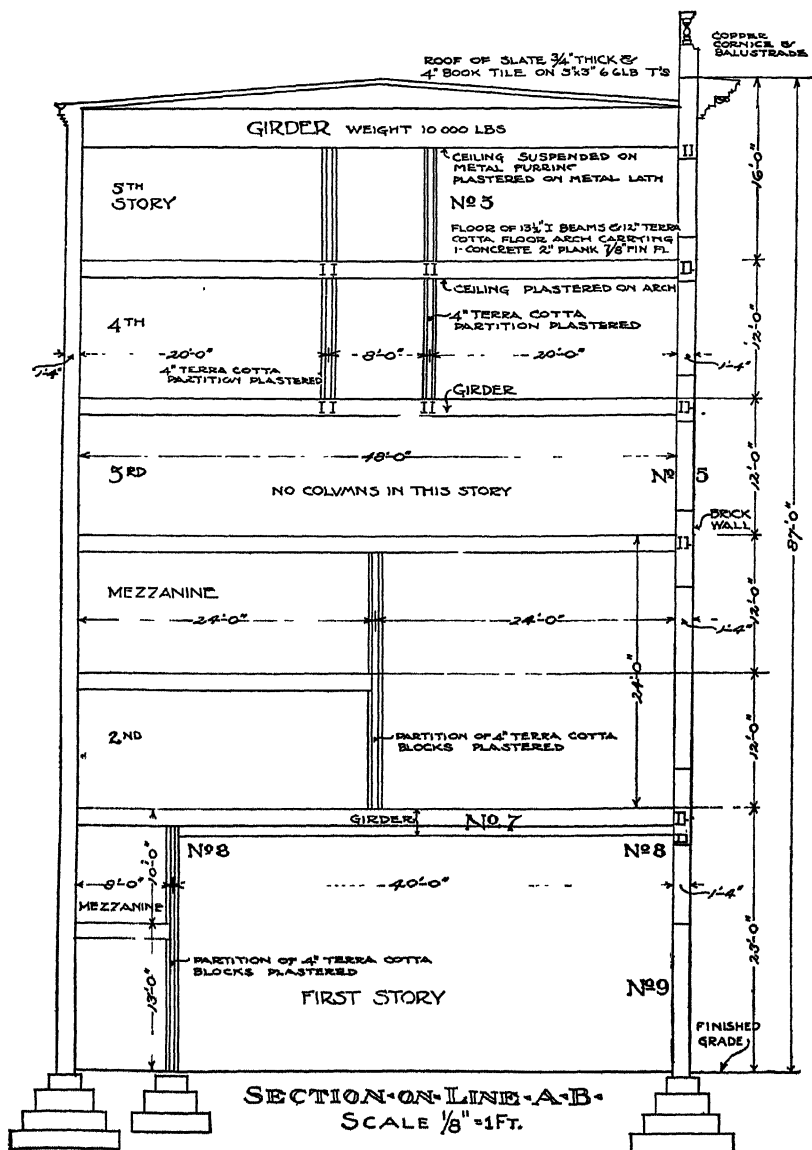 COPPER
CORNICE &
BALUSTRADE
ROOF OF SLATE 3/4" THICK &
4" BOOK TILE ON 3"x3" 6 6LB T'S
GIRDER WEIGHT 10 000 LBS
CEILING SUSPENDED ON
METAL FURRING
PLASTERED ON METAL LATH
5TH
STORY
No 5
16'-0"
FLOOR OF 13½" I BEAMS & 12" TERRA
COTTA FLOOR ARCH CARRYING
1-CONCRETE 2" PLANK 7/8" FIN FL
CEILING PLASTERED ON ARCH
4TH
4" TERRA COTTA
PARTITION PLASTERED
12'-0"
1'-4"
20'-0"
8'-0"
20'-0"
1'-4"
4" TERRA COTTA
PARTITION PLASTERED
GIRDER
48'-0"
3RD
No 5
12'-0"
NO COLUMNS IN THIS STORY
BRICK
WALL
87'-0"
MEZZANINE
24'-0"
24'-0"
1'-4"
12'-0"
24'-0"
2ND
PARTITION OF 4" TERRA COTTA
BLOCKS PLASTERED
12'-0"
GIRDER
No. 7
No 8
No 8
10'-0"
8'-0"
40'-0"
1'-4"
MEZZANINE
23'-0"
PARTITION OF 4" TERRA COTTA
BLOCKS PLASTERED
13'-0"
FIRST STORY
No 9
FINISHED
GRADE
SECTION·ON·LINE·A·B·
SCALE 1/8" = 1FT.